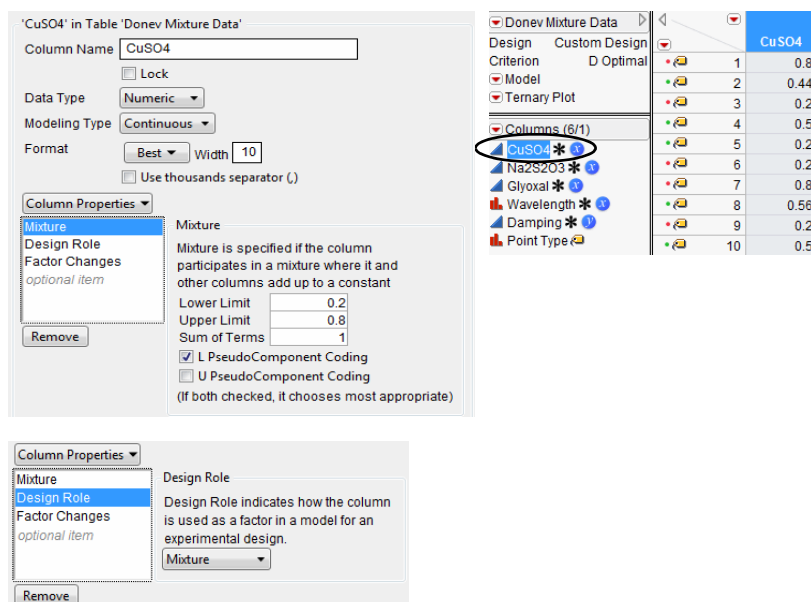 'CuSO4' in Table 'Donev Mixture Data'
Column Name CuSO4
Lock
Data Type Numeric
Modeling Type Continuous
Format Best Width 10
Use thousands separator (,)
Column Properties
Mixture
Design Role
Factor Changes
optional item
Remove
Mixture
Mixture is specified if the column
participates in a mixture where it and
other columns add up to a constant
Lower Limit 0.2
Upper Limit 0.8
Sum of Terms 1
L PseudoComponent Coding
U PseudoComponent Coding
(If both checked, it chooses most appropriate)
Donev Mixture Data
Design Custom Design
Criterion D Optimal
Model
Ternary Plot
Columns (6/1)
CuSO4 x
Na2S2O3 x
Glyoxal x
Wavelength x
Damping y
Point Type
CuSO4
1 0.8
2 0.44
3 0.2
4 0.5
5 0.2
6 0.2
7 0.8
8 0.56
9 0.2
10 0.5
Column Properties
Mixture
Design Role
Factor Changes
optional item
Remove
Design Role
Design Role indicates how the column
is used as a factor in a model for an
experimental design.
Mixture